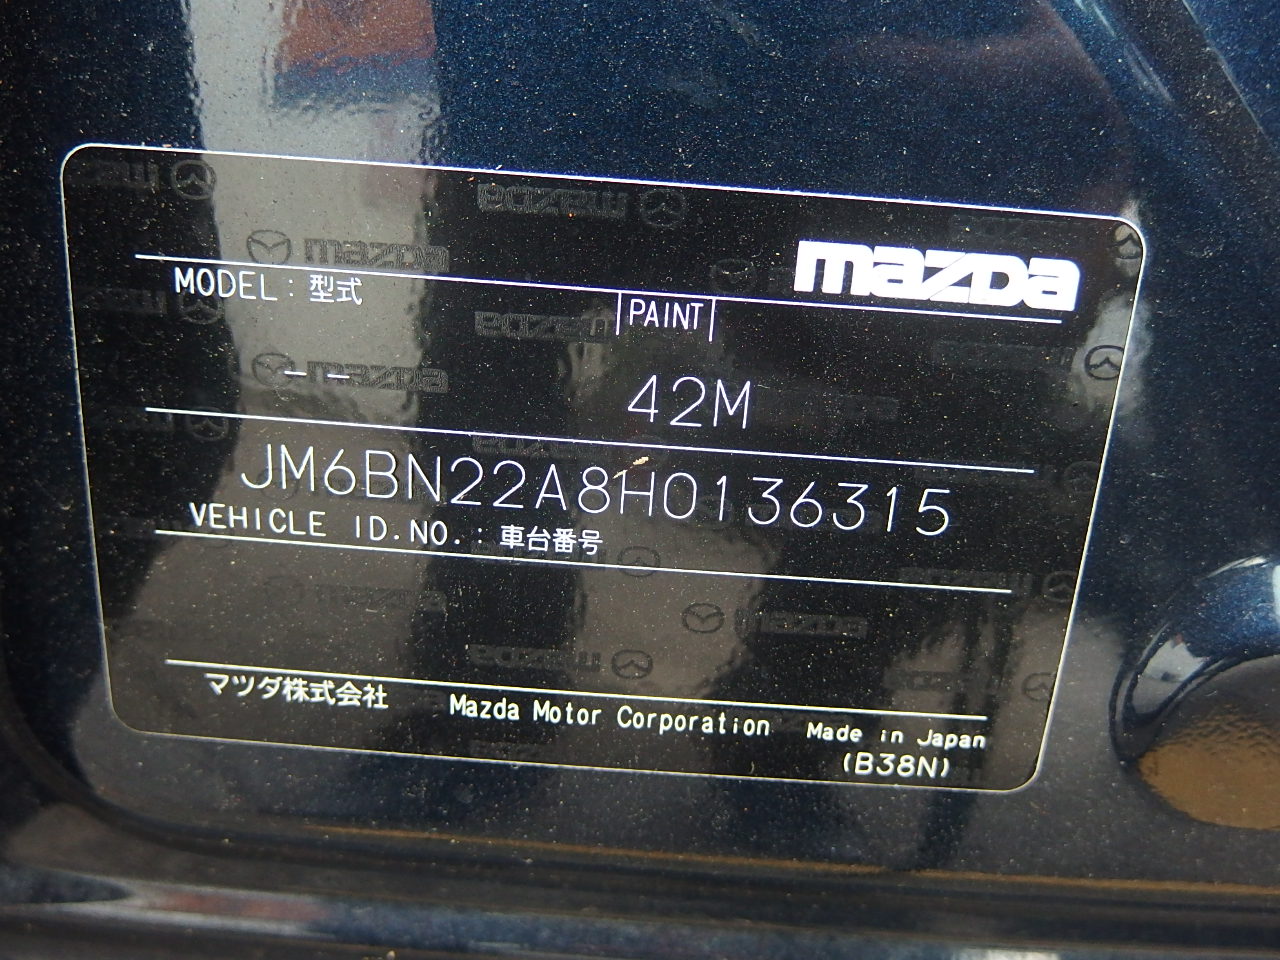 mazda
MODEL : 型式
PAINT
-- 42M
JM6BN22A8H0136315
VEHICLE ID.NO. : 車台番号
マツダ株式会社 Mazda Motor Corporation Made in Japan
(B38N)